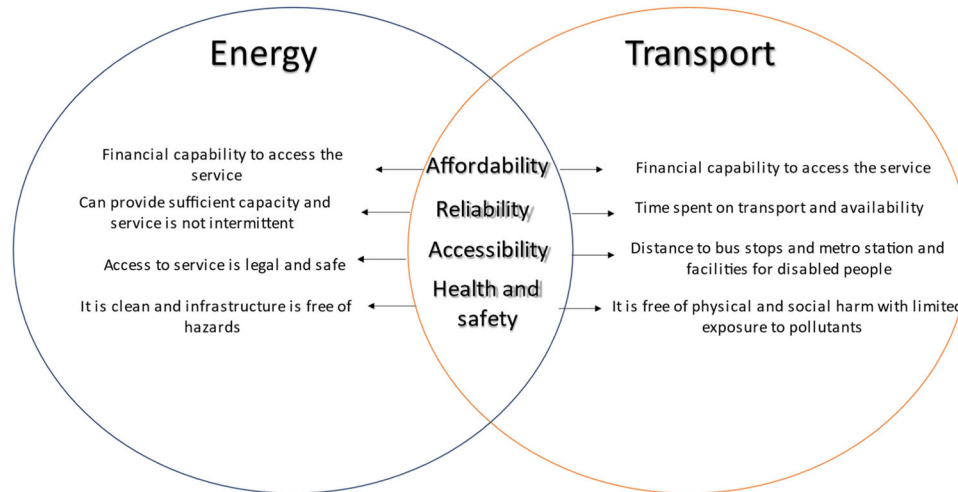 Energy
Transport
Financial capability to access the
service
Affordability
Financial capability to access the service
Can provide sufficient capacity and
service is not intermittent
Reliability
Time spent on transport and availability
Access to service is legal and safe
Accessibility
Distance to bus stops and metro station and
facilities for disabled people
It is clean and infrastructure is free of
hazards
Health and
safety
It is free of physical and social harm with limited
exposure to pollutants